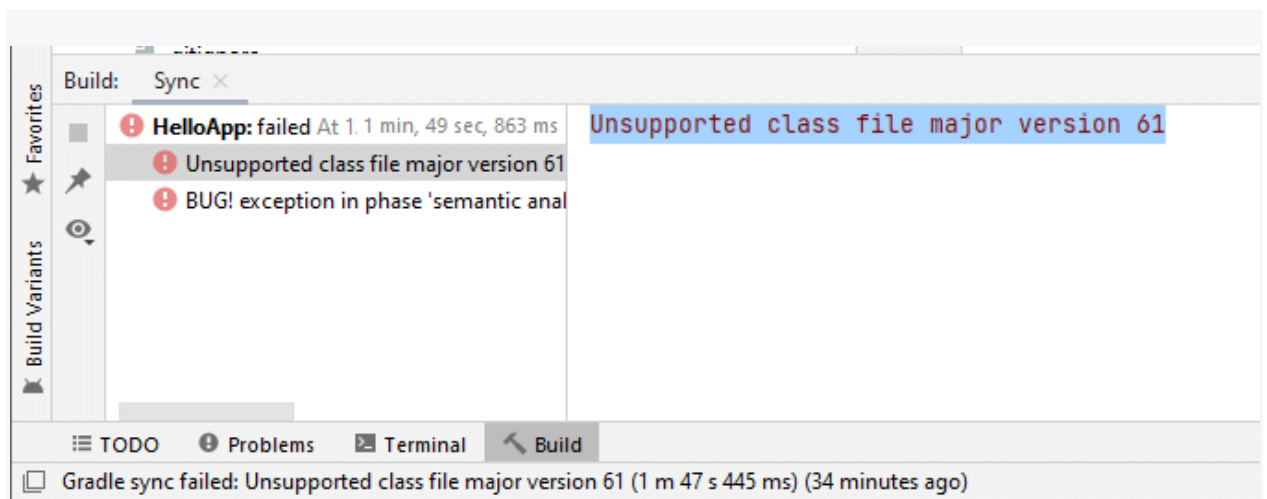 Build: Sync
HelloApp: failed At 1. 1 min, 49 sec, 863 ms
Unsupported class file major version 61
BUG! exception in phase 'semantic anal
Unsupported class file major version 61
Favorites
Build Variants
TODO Problems Terminal Build
Gradle sync failed: Unsupported class file major version 61 (1 m 47 s 445 ms) (34 minutes ago)